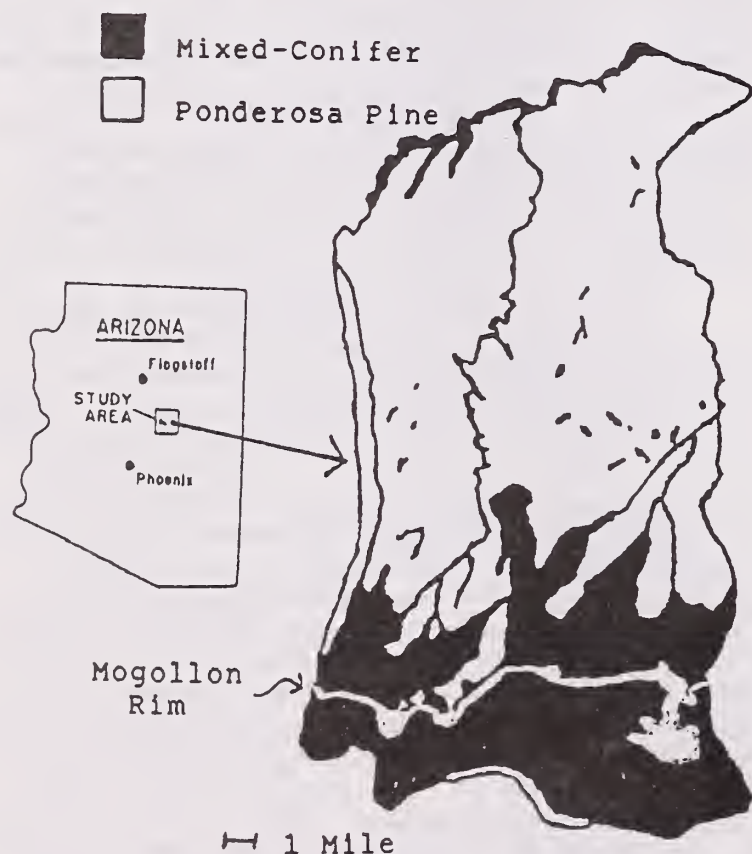 Mixed-Conifer
Ponderosa Pine
ARIZONA
Flagstaff
STUDY
AREA
Phoenix
Mogollon
Rim
1 Mile